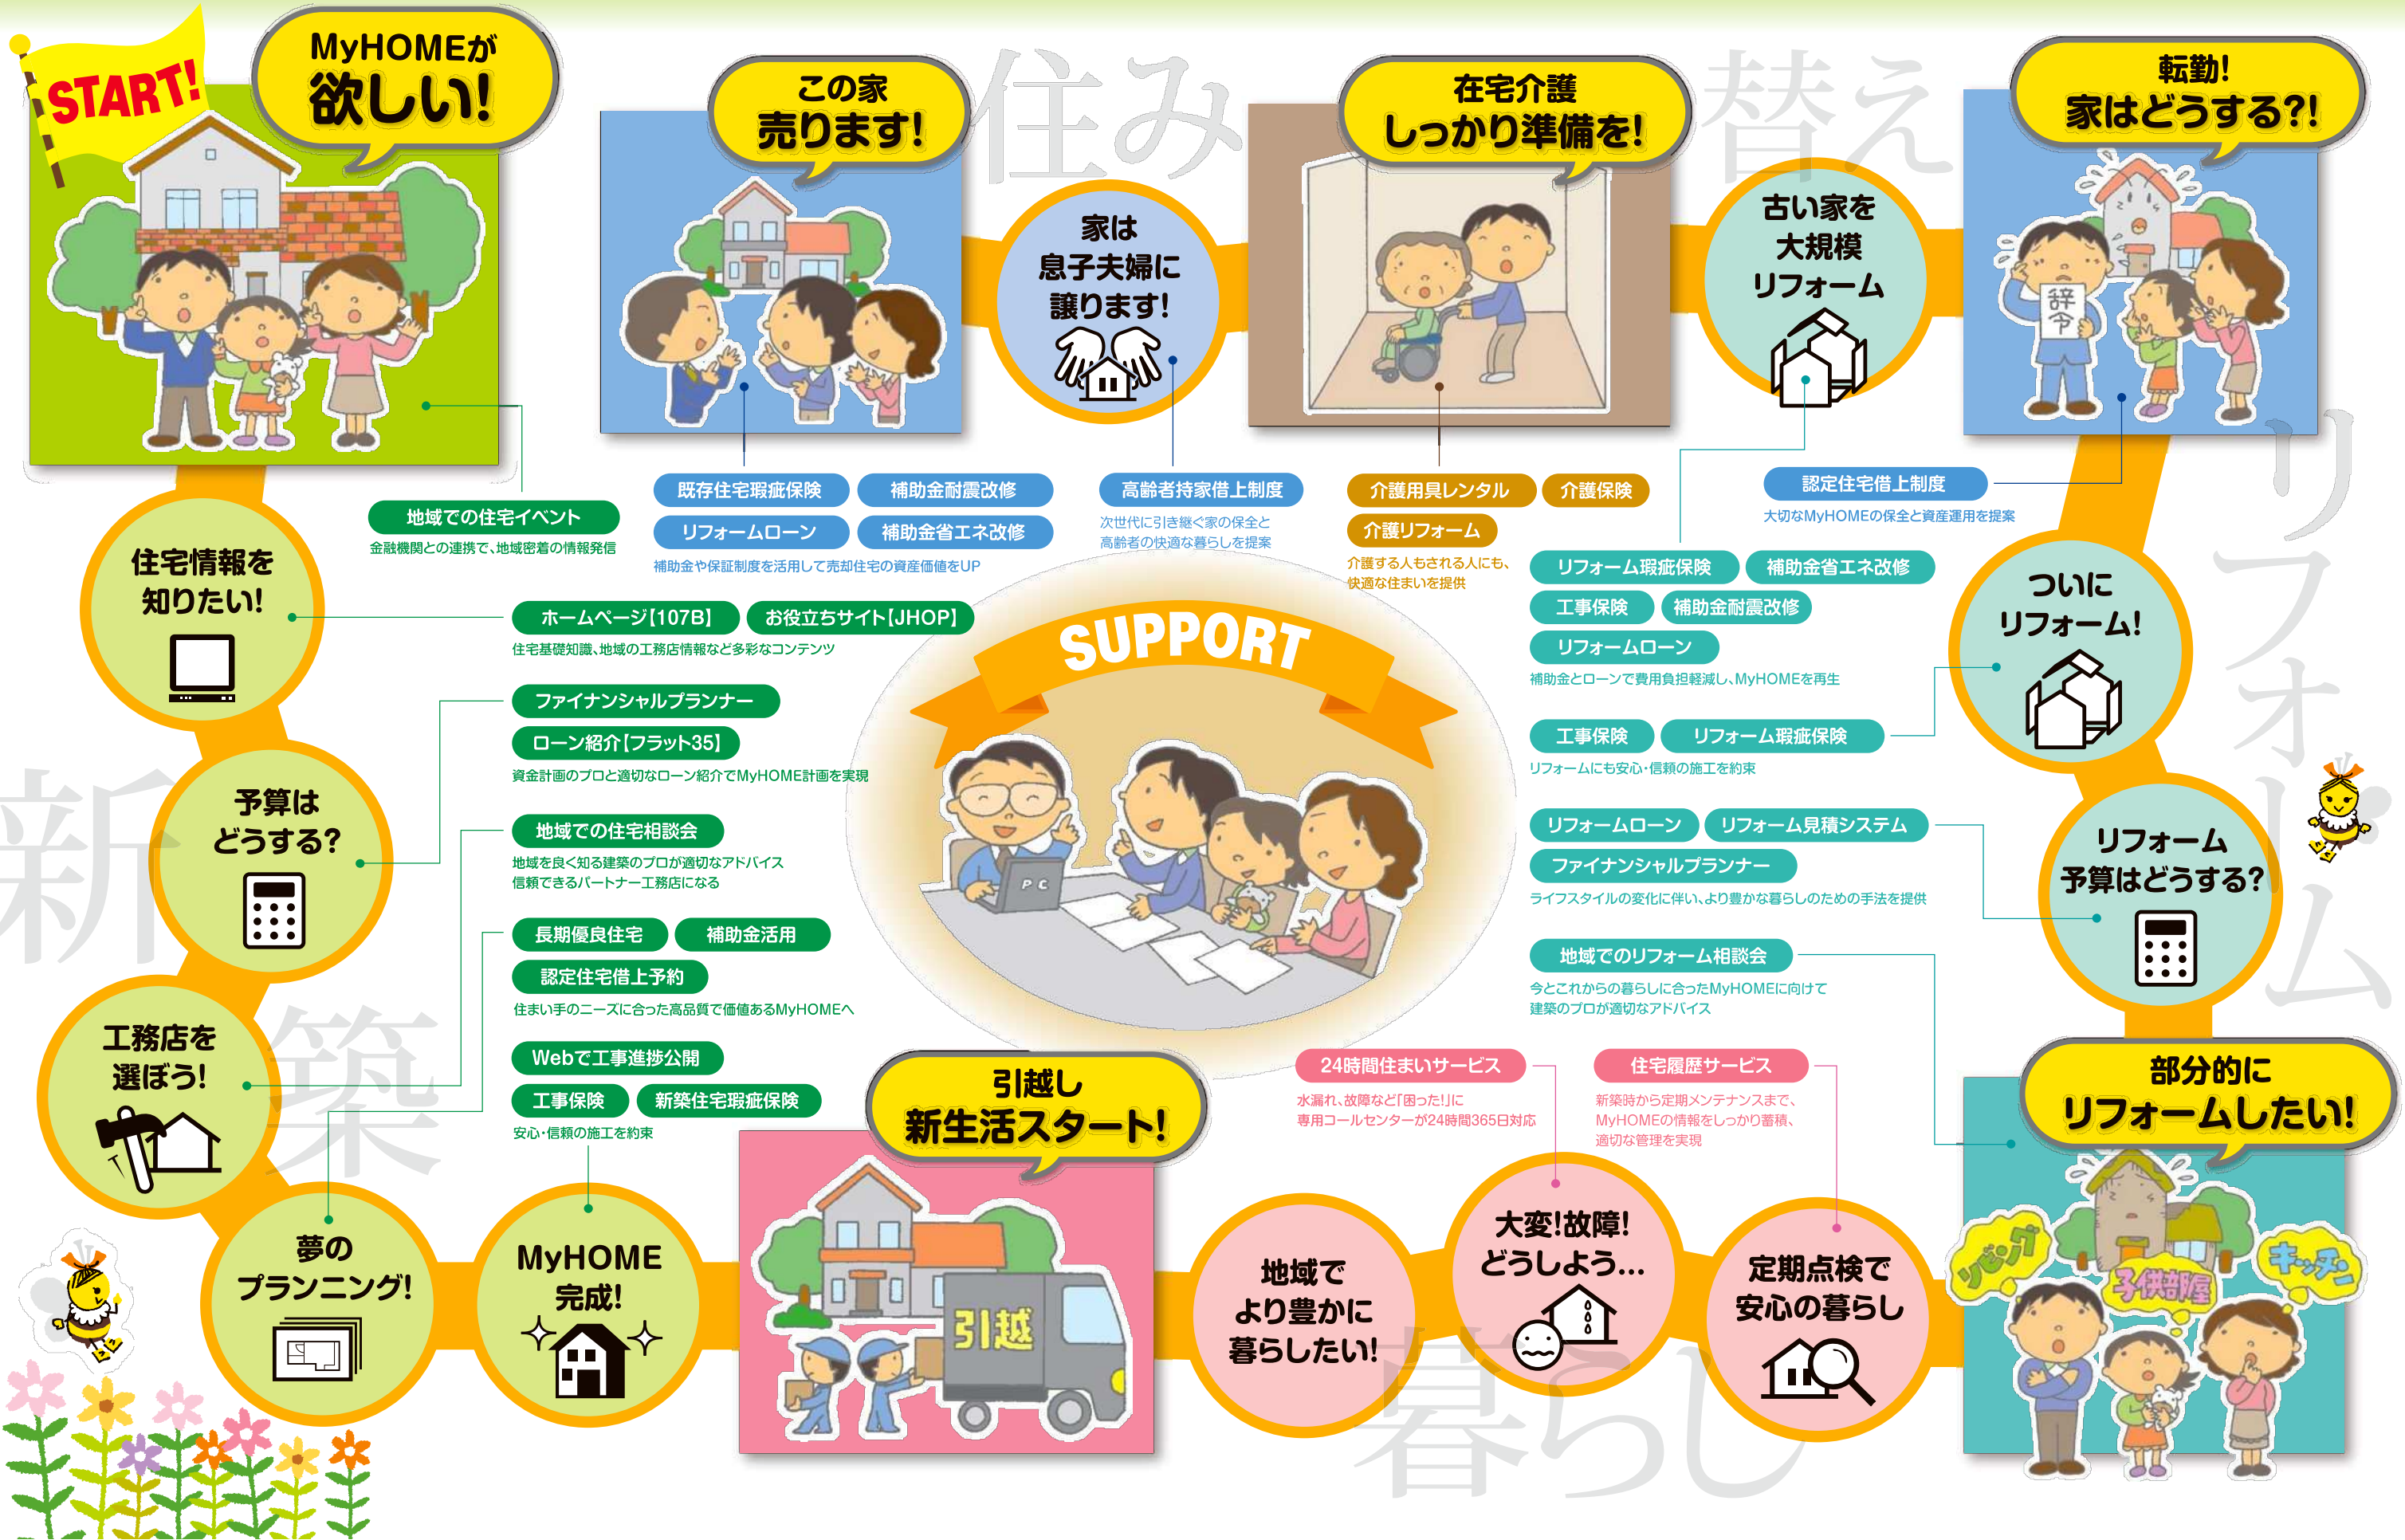 START!
MyHOMEが
欲しい!
住宅情報を
知りたい!
予算は
どうする?
工務店を
選ぼう!
夢の
プランニング!
MyHOME
完成!
引越し
新生活スタート!
引越
地域で
より豊かに
暮らしたい!
大変!故障!
どうしよう…
定期点検で
安心の暮らし
部分的に
リフォームしたい!
リビング
子供部屋
キッチン
リフォーム
予算はどうする?
ついに
リフォーム!
転勤!
家はどうする?!
辞令
古い家を
大規模
リフォーム
在宅介護
しっかり準備を!
家は
息子夫婦に
譲ります!
この家
売ります!
新築
暮らし
リフォーム
住み替え
地域での住宅イベント
金融機関との連携で、地域密着の情報発信
ホームページ【107B】 お役立ちサイト【JHOP】
住宅基礎知識、地域の工務店情報など多彩なコンテンツ
ファイナンシャルプランナー
ローン紹介【フラット35】
資金計画のプロと適切なローン紹介でMyHOME計画を実現
地域での住宅相談会
地域を良く知る建築のプロが適切なアドバイス
信頼できるパートナー工務店になる
長期優良住宅 補助金活用
認定住宅借上予約
住まい手のニーズに合った高品質で価値あるMyHOMEへ
Webで工事進捗公開
工事保険 新築住宅瑕疵保険
安心・信頼の施工を約束
既存住宅瑕疵保険 補助金耐震改修
リフォームローン 補助金省エネ改修
補助金や保証制度を活用して売却住宅の資産価値をUP
高齢者持家借上制度
次世代に引き継ぐ家の保全と
高齢者の快適な暮らしを提案
介護用具レンタル 介護保険
介護リフォーム
介護する人もされる人にも、
快適な住まいを提供
認定住宅借上制度
大切なMyHOMEの保全と資産運用を提案
リフォーム瑕疵保険 補助金省エネ改修
工事保険 補助金耐震改修
リフォームローン
補助金とローンで費用負担軽減し、MyHOMEを再生
工事保険 リフォーム瑕疵保険
リフォームにも安心・信頼の施工を約束
リフォームローン リフォーム見積システム
ファイナンシャルプランナー
ライフスタイルの変化に伴い、より豊かな暮らしのための手法を提供
地域でのリフォーム相談会
今とこれからの暮らしに合ったMyHOMEに向けて
建築のプロが適切なアドバイス
24時間住まいサービス
水漏れ、故障など「困った!」に
専用コールセンターが24時間365日対応
住宅履歴サービス
新築時から定期メンテナンスまで、
MyHOMEの情報をしっかり蓄積、
適切な管理を実現
SUPPORT
PC